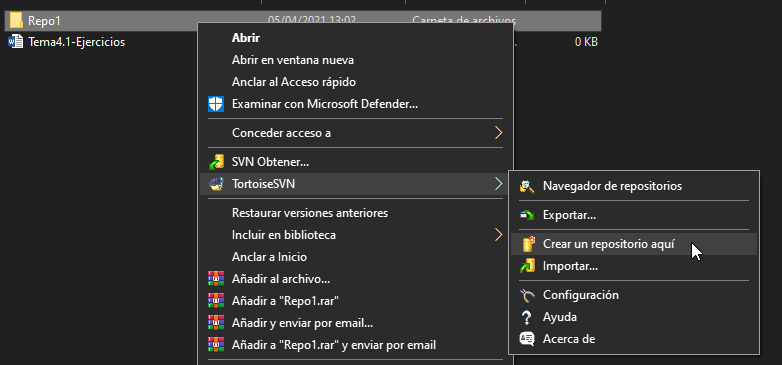 Repo1 05/04/2021 13:02 Carpeta de archivos
Tema4.1-Ejercicios 0 KB
Abrir
Abrir en ventana nueva
Anclar al Acceso rápido
Examinar con Microsoft Defender...
Conceder acceso a
SVN Obtener...
TortoiseSVN
Restaurar versiones anteriores
Incluir en biblioteca
Anclar a Inicio
Añadir al archivo...
Añadir a "Repo1.rar"
Añadir y enviar por email...
Añadir a "Repo1.rar" y enviar por email
Navegador de repositorios
Exportar...
Crear un repositorio aquí
Importar...
Configuración
Ayuda
Acerca de